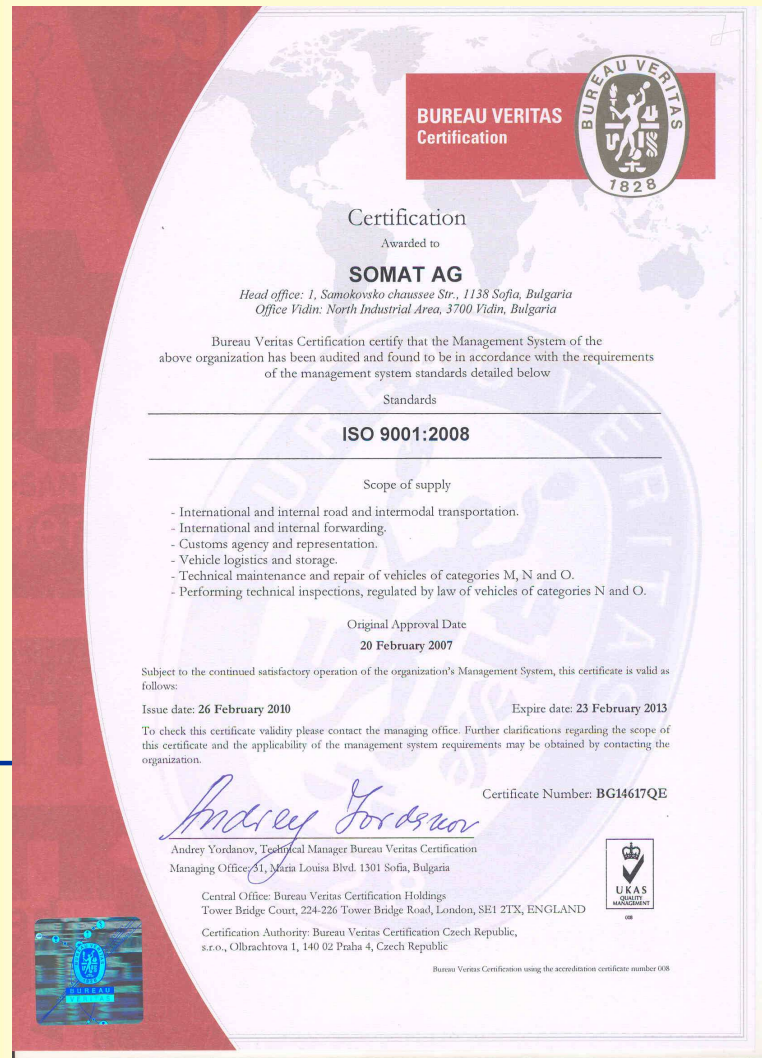 BUREAU VERITAS
Certification
BUREAU VERITAS
1828
Certification
Awarded to
SOMAT AG
Head office: 1, Samokovsko chaussee Str., 1138 Sofia, Bulgaria
Office Vidin: North Industrial Area, 3700 Vidin, Bulgaria
Bureau Veritas Certification certify that the Management System of the
above organization has been audited and found to be in accordance with the requirements
of the management system standards detailed below
Standards
ISO 9001:2008
Scope of supply
- International and internal road and intermodal transportation.
- International and internal forwarding.
- Customs agency and representation.
- Vehicle logistics and storage.
- Technical maintenance and repair of vehicles of categories M, N and O.
- Performing technical inspections, regulated by law of vehicles of categories N and O.
Original Approval Date
20 February 2007
Subject to the continued satisfactory operation of the organization's Management System, this certificate is valid as
follows:
Issue date: 26 February 2010 Expire date: 23 February 2013
To check this certificate validity please contact the managing office. Further clarifications regarding the scope of
this certificate and the applicability of the management system requirements may be obtained by contacting the
organization.
Certificate Number: BG14617QE
Andrey Yordanov
Andrey Yordanov, Technical Manager Bureau Veritas Certification
Managing Office: 31, Maria Louisa Blvd. 1301 Sofia, Bulgaria
UKAS
QUALITY
MANAGEMENT
008
Central Office: Bureau Veritas Certification Holdings
Tower Bridge Court, 224-226 Tower Bridge Road, London, SE1 2TX, ENGLAND
Certification Authority: Bureau Veritas Certification Czech Republic,
s.r.o., Olbrachtova 1, 140 02 Praha 4, Czech Republic
Bureau Veritas Certification using the accreditation certificate number 008
BUREAU
VERITAS